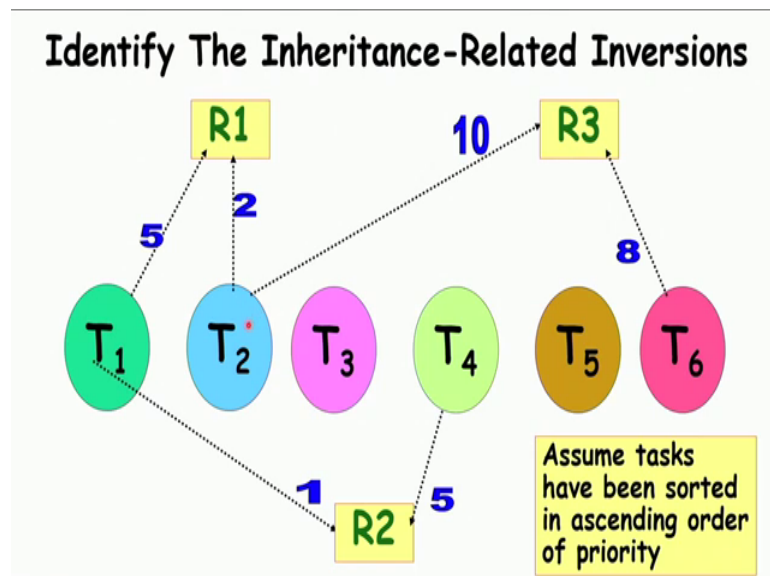 Identify The Inheritance-Related Inversions
R1
R3
10
2
5
8
T1
T2
T3
T4
T5
T6
1
5
R2
Assume tasks
have been sorted
in ascending order
of priority